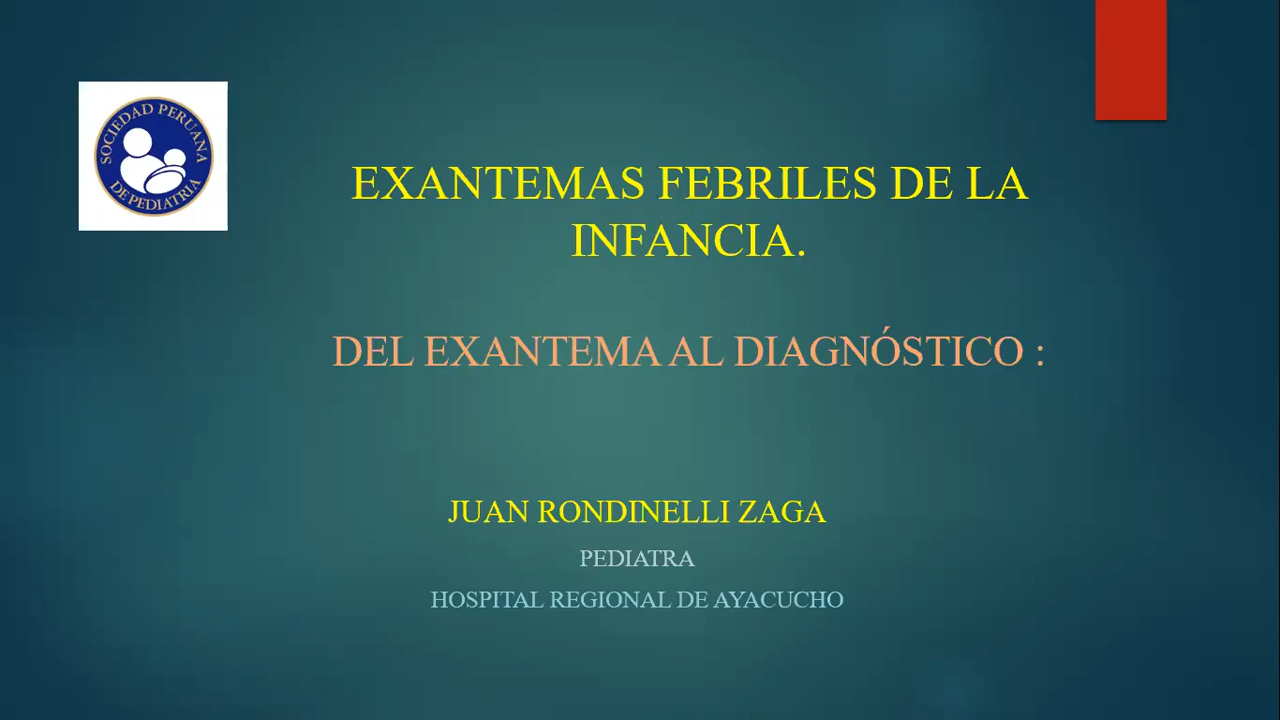 SOCIEDAD PERUANA
DE PEDIATRIA
EXANTEMAS FEBRILES DE LA
INFANCIA.
DEL EXANTEMA AL DIAGNÓSTICO :
JUAN RONDINELLI ZAGA
PEDIATRA
HOSPITAL REGIONAL DE AYACUCHO